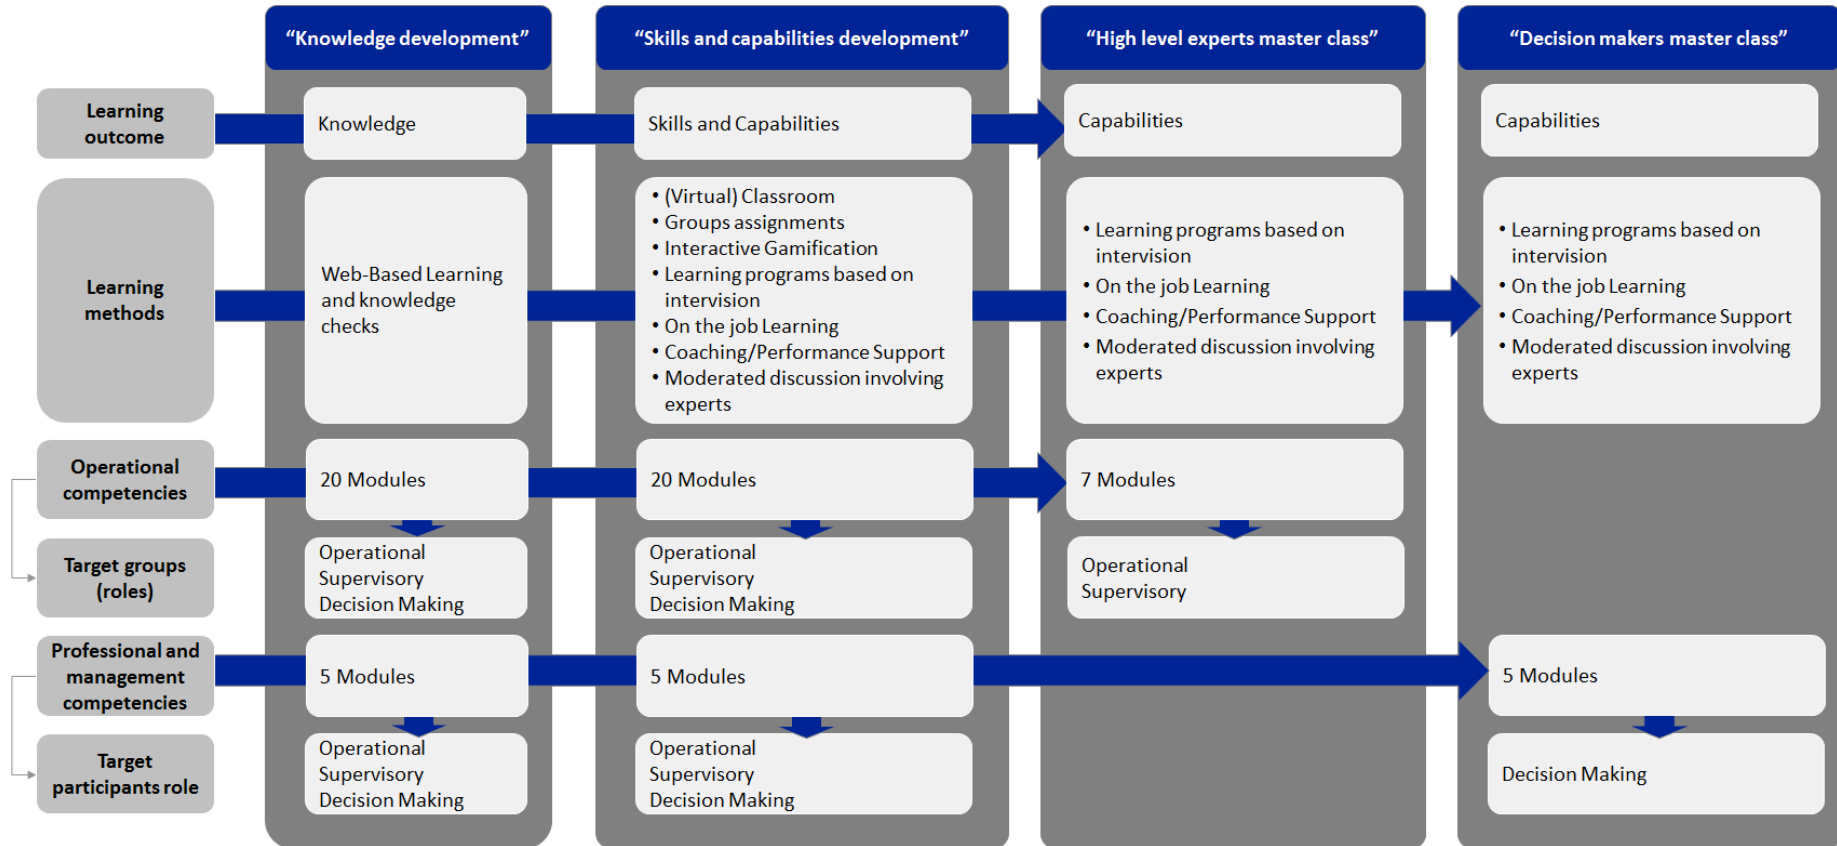 “Knowledge development”
“Skills and capabilities development”
“High level experts master class”
“Decision makers master class”
Learning
outcome
Knowledge
Skills and Capabilities
Capabilities
Capabilities
Learning
methods
Web-Based Learning
and knowledge
checks
• (Virtual) Classroom
• Groups assignments
• Interactive Gamification
• Learning programs based on
intervision
• On the job Learning
• Coaching/Performance Support
• Moderated discussion involving
experts
• Learning programs based on
intervision
• On the job Learning
• Coaching/Performance Support
• Moderated discussion involving
experts
• Learning programs based on
intervision
• On the job Learning
• Coaching/Performance Support
• Moderated discussion involving
experts
Operational
competencies
20 Modules
20 Modules
7 Modules
Target groups
(roles)
Operational
Supervisory
Decision Making
Operational
Supervisory
Decision Making
Operational
Supervisory
Professional and
management
competencies
5 Modules
5 Modules
5 Modules
Target
participants role
Operational
Supervisory
Decision Making
Operational
Supervisory
Decision Making
Decision Making